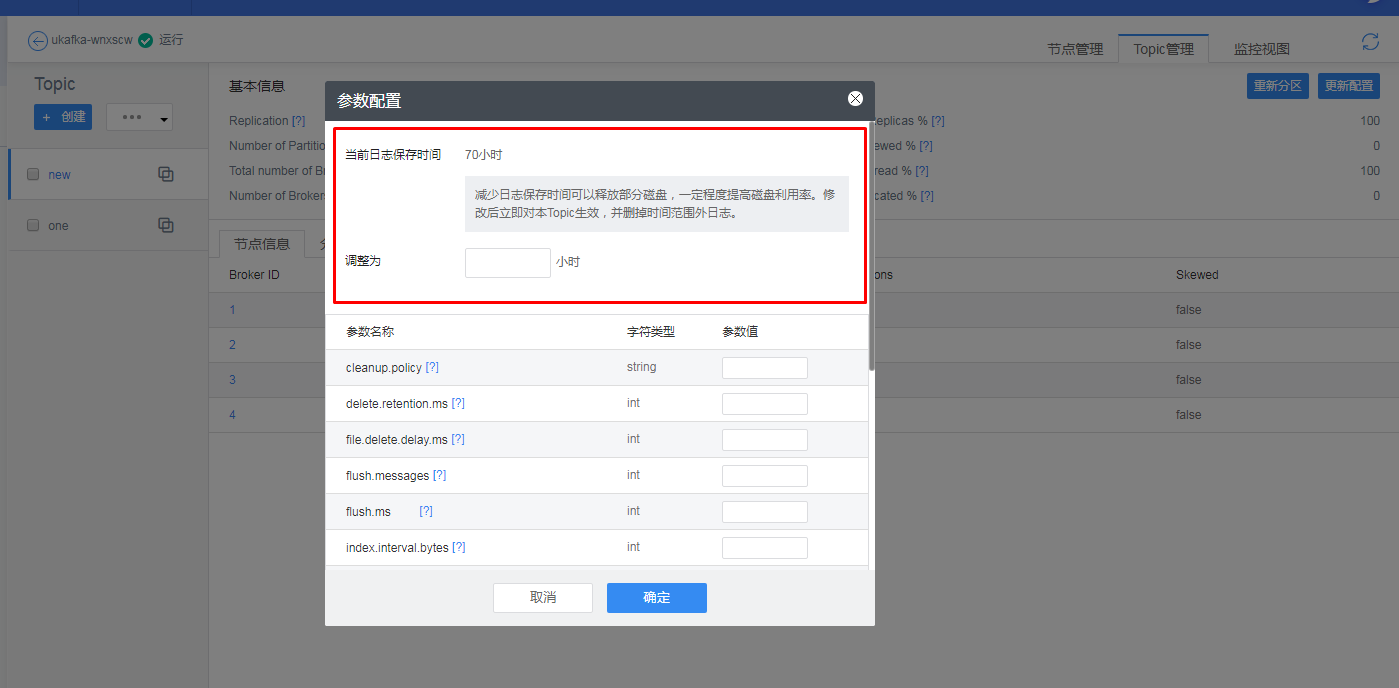 ukafka-wnxscw 运行
节点管理 Topic管理 监控视图
Topic
+ 创建
new
one
基本信息
重新分区 更新配置
Replication [?]
Number of Partitio
Total number of B
Number of Broker
eplicas % [?] 100
ewed % [?] 0
read % [?] 100
cated % [?] 0
节点信息
Broker ID
ons
Skewed
1 false
2 false
3 false
4 false
参数配置
当前日志保存时间 70小时
减少日志保存时间可以释放部分磁盘，一定程度提高磁盘利用率。修
改后立即对本Topic生效，并删掉时间范围外日志。
调整为 小时
参数名称 字符类型 参数值
cleanup.policy [?] string
delete.retention.ms [?] int
file.delete.delay.ms [?] int
flush.messages [?] int
flush.ms [?] int
index.interval.bytes [?] int
取消 确定